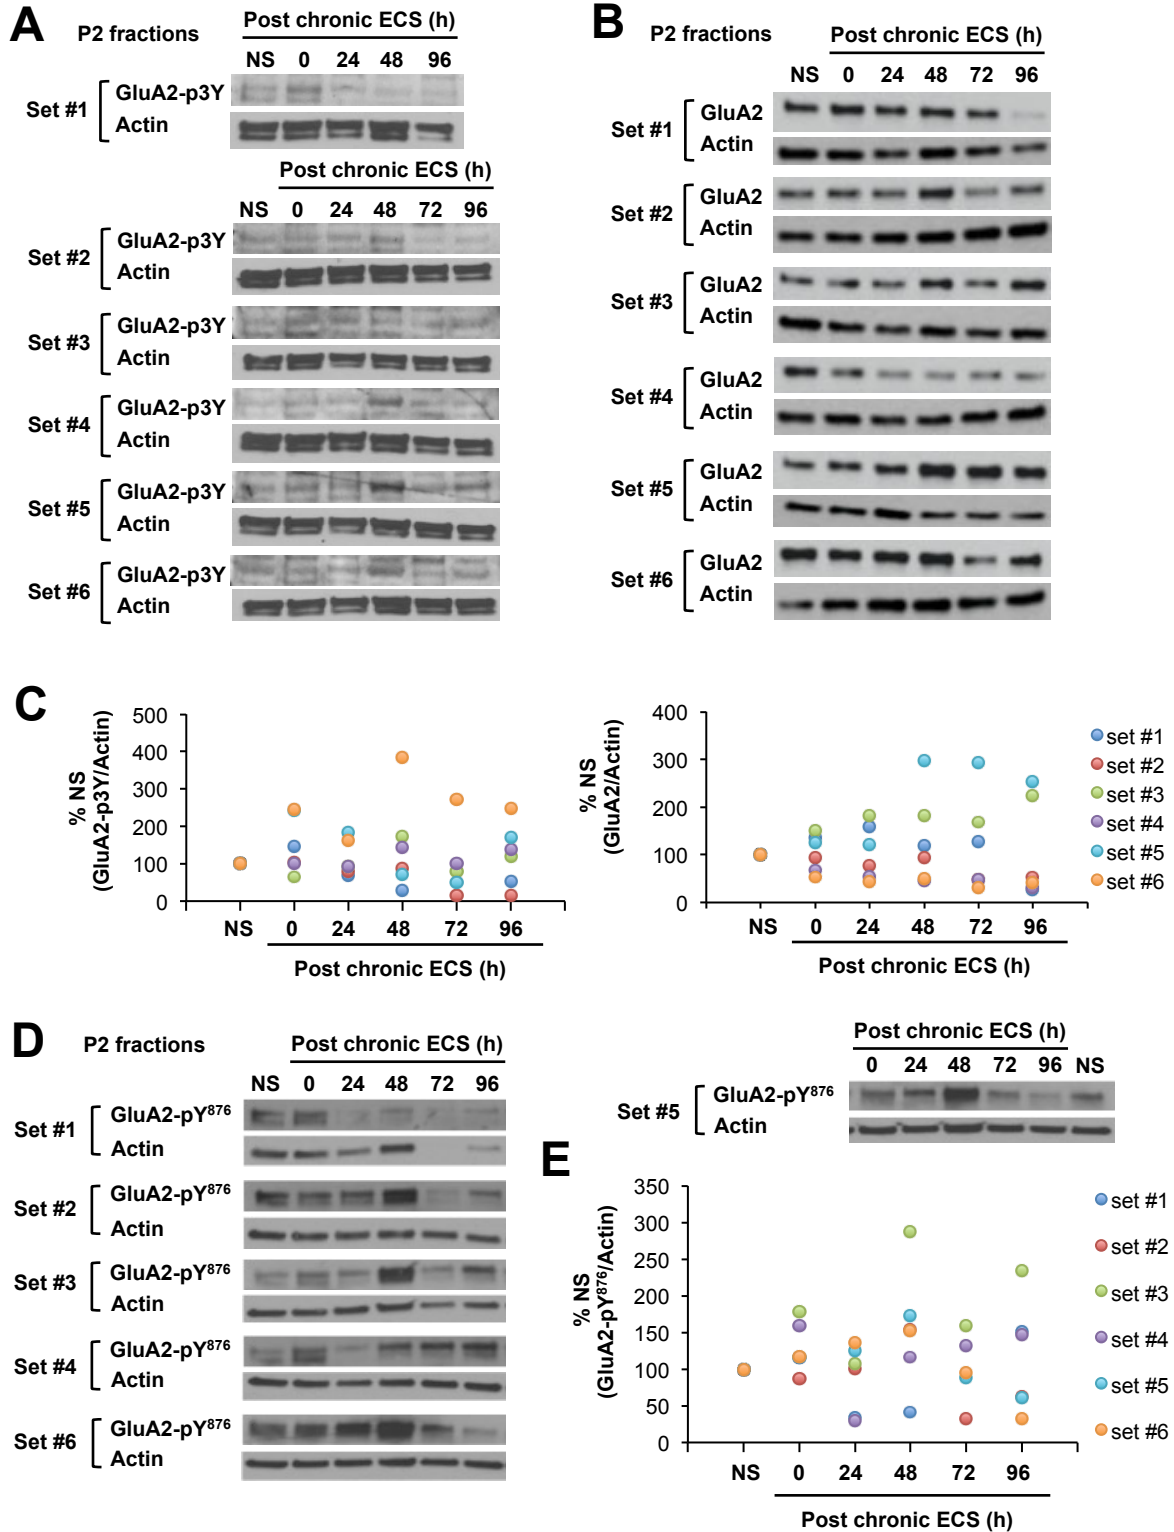 A
P2 fractions
Post chronic ECS (h)
NS 0 24 48 96
Set #1
GluA2-p3Y
Actin
Post chronic ECS (h)
NS 0 24 48 72 96
Set #2
GluA2-p3Y
Actin
Set #3
GluA2-p3Y
Actin
Set #4
GluA2-p3Y
Actin
Set #5
GluA2-p3Y
Actin
Set #6
GluA2-p3Y
Actin
B
P2 fractions
Post chronic ECS (h)
NS 0 24 48 72 96
Set #1
GluA2
Actin
Set #2
GluA2
Actin
Set #3
GluA2
Actin
Set #4
GluA2
Actin
Set #5
GluA2
Actin
Set #6
GluA2
Actin
C
% NS
(GluA2-p3Y/Actin)
500
400
300
200
100
0
NS 0 24 48 72 96
Post chronic ECS (h)
% NS
(GluA2/Actin)
400
300
200
100
0
NS 0 24 48 72 96
Post chronic ECS (h)
set #1
set #2
set #3
set #4
set #5
set #6
D
P2 fractions
Post chronic ECS (h)
NS 0 24 48 72 96
Set #1
GluA2-pY⁸⁷⁶
Actin
Set #2
GluA2-pY⁸⁷⁶
Actin
Set #3
GluA2-pY⁸⁷⁶
Actin
Set #4
GluA2-pY⁸⁷⁶
Actin
Set #6
GluA2-pY⁸⁷⁶
Actin
Post chronic ECS (h)
0 24 48 72 96 NS
Set #5
GluA2-pY⁸⁷⁶
Actin
E
% NS
(GluA2-pY⁸⁷⁶/Actin)
350
300
250
200
150
100
50
0
NS 0 24 48 72 96
Post chronic ECS (h)
set #1
set #2
set #3
set #4
set #5
set #6